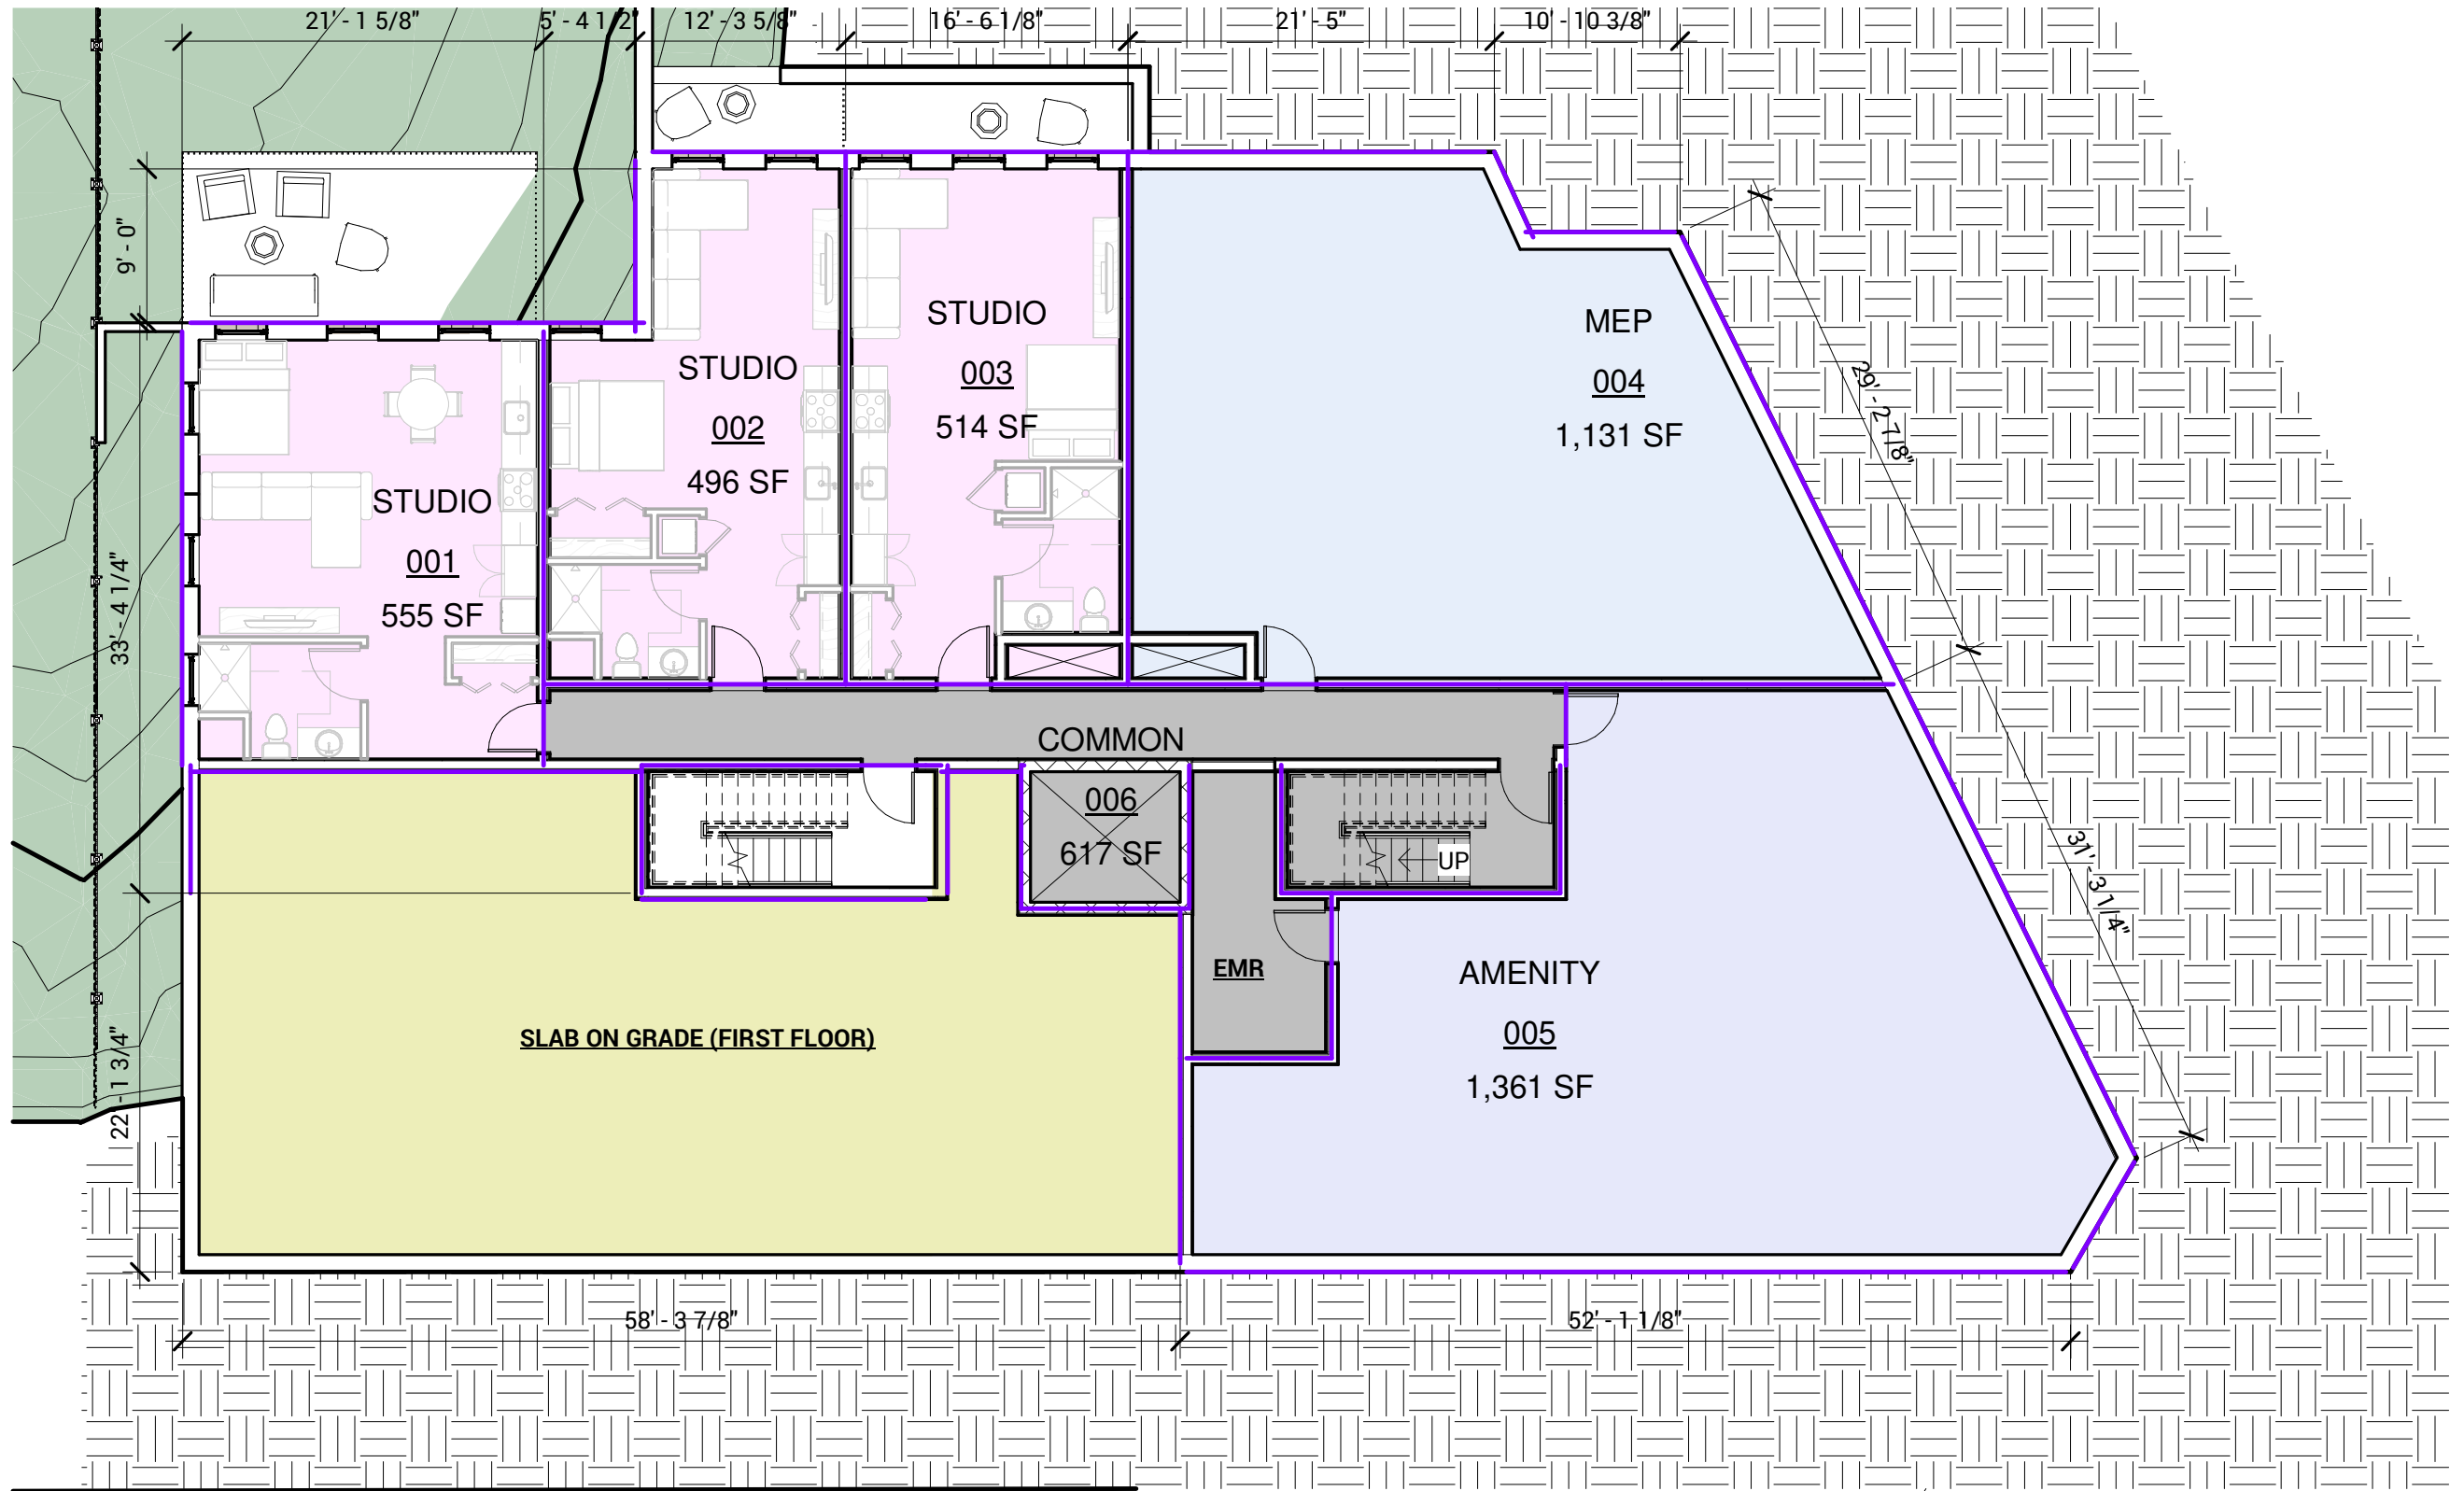 21' - 1 5/8"
5' - 4 1/2"
12' - 3 5/8"
16' - 6 1/8"
21' - 5"
10' - 10 3/8"
9' - 0"
33' - 4 1/4"
22' - 1 3/4"
STUDIO
001
555 SF
STUDIO
002
496 SF
STUDIO
003
514 SF
MEP
004
1,131 SF
29' - 2 7/8"
COMMON
006
617 SF
UP
EMR
31' - 3 1/4"
AMENITY
005
1,361 SF
SLAB ON GRADE (FIRST FLOOR)
58' - 3 7/8"
52' - 1 1/8"